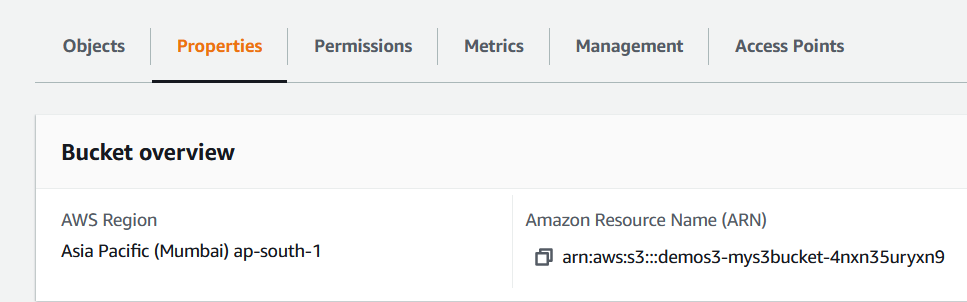 Objects Properties Permissions Metrics Management Access Points
Bucket overview
AWS Region
Asia Pacific (Mumbai) ap-south-1
Amazon Resource Name (ARN)
arn:aws:s3:::demos3-mys3bucket-4nxn35uryxn9